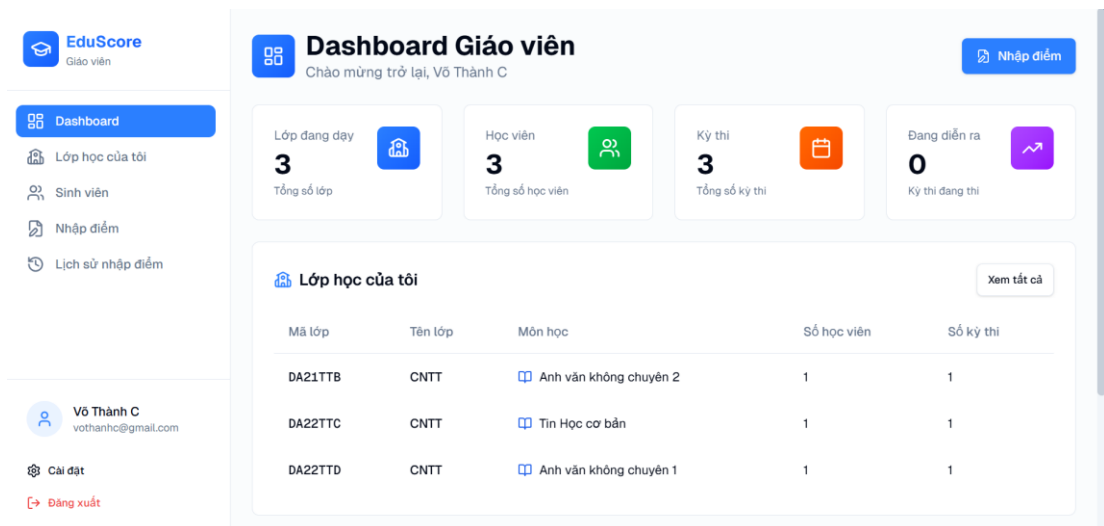 EduScore
Giáo viên
Dashboard
Lớp học của tôi
Sinh viên
Nhập điểm
Lịch sử nhập điểm
Võ Thành C
vothanhc@gmail.com
Cài đặt
Đăng xuất
Dashboard Giáo viên
Chào mừng trở lại, Võ Thành C
Nhập điểm
Lớp đang dạy
3
Tổng số lớp
Học viên
3
Tổng số học viên
Kỳ thi
3
Tổng số kỳ thi
Đang diễn ra
0
Kỳ thi đang thi
Lớp học của tôi
Xem tất cả
Mã lớp Tên lớp Môn học Số học viên Số kỳ thi
DA21TTB CNTT Anh văn không chuyên 2 1 1
DA22TTC CNTT Tin Học cơ bản 1 1
DA22TTD CNTT Anh văn không chuyên 1 1 1